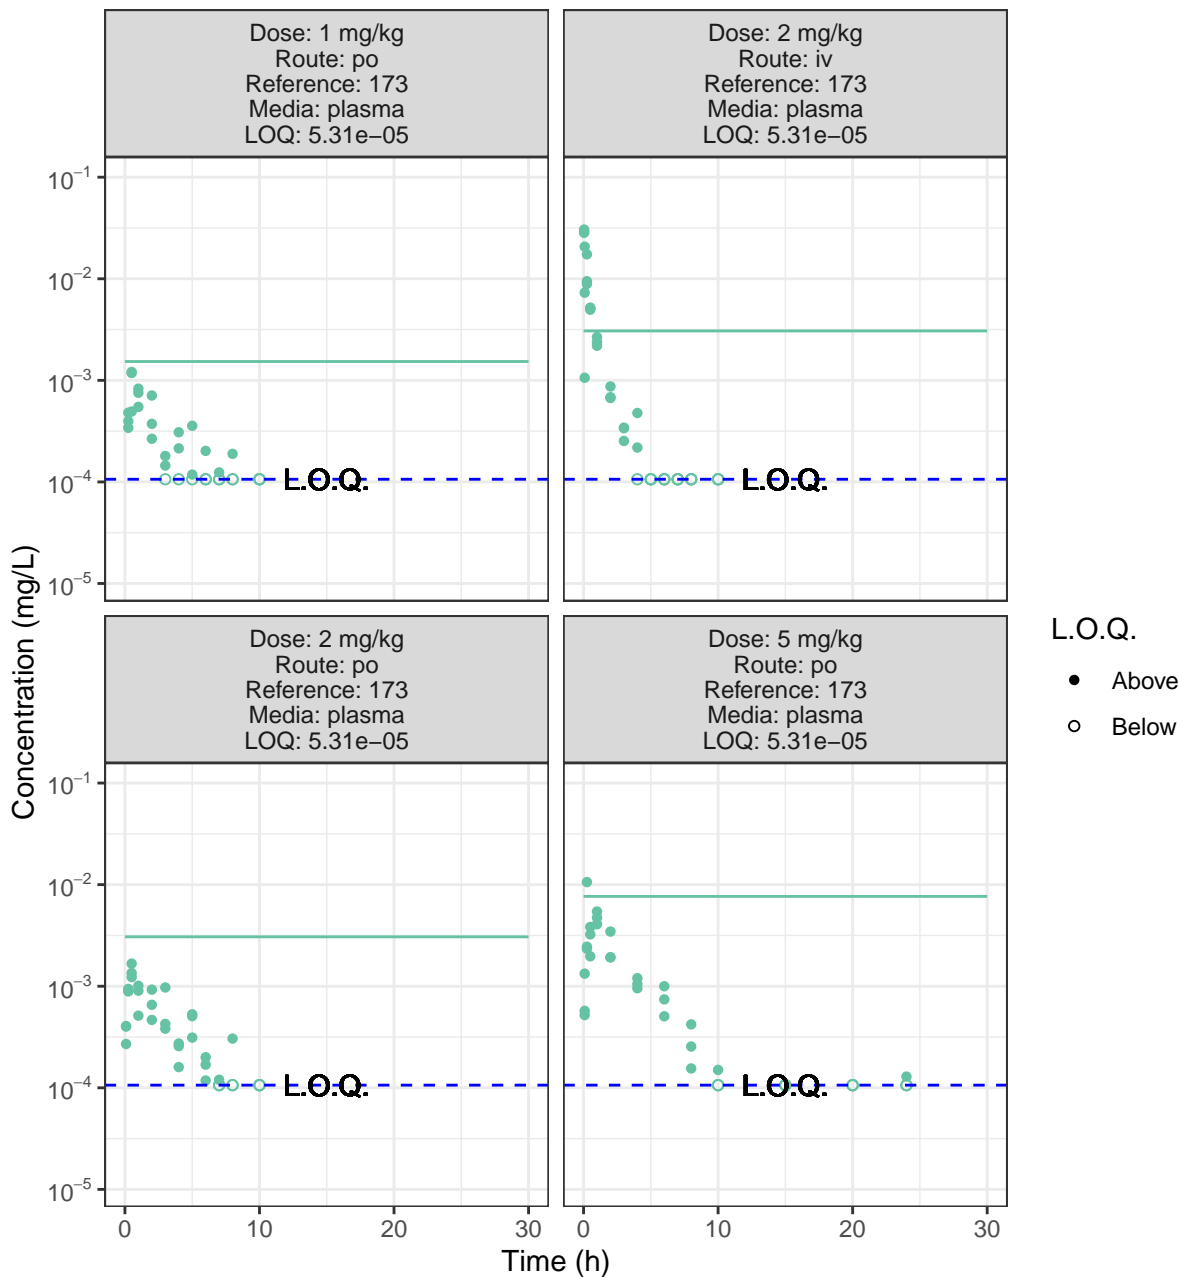 Dose: 1 mg/kg
Route: po
Reference: 173
Media: plasma
LOQ: 5.31e−05
Dose: 2 mg/kg
Route: iv
Reference: 173
Media: plasma
LOQ: 5.31e−05
10⁻¹
10⁻²
10⁻³
10⁻⁴
10⁻⁵
L.O.Q.
L.O.Q.
Dose: 2 mg/kg
Route: po
Reference: 173
Media: plasma
LOQ: 5.31e−05
Dose: 5 mg/kg
Route: po
Reference: 173
Media: plasma
LOQ: 5.31e−05
10⁻¹
10⁻²
10⁻³
10⁻⁴
10⁻⁵
L.O.Q.
L.O.Q.
0 10 20 30
0 10 20 30
Time (h)
Concentration (mg/L)
L.O.Q.
Above
Below